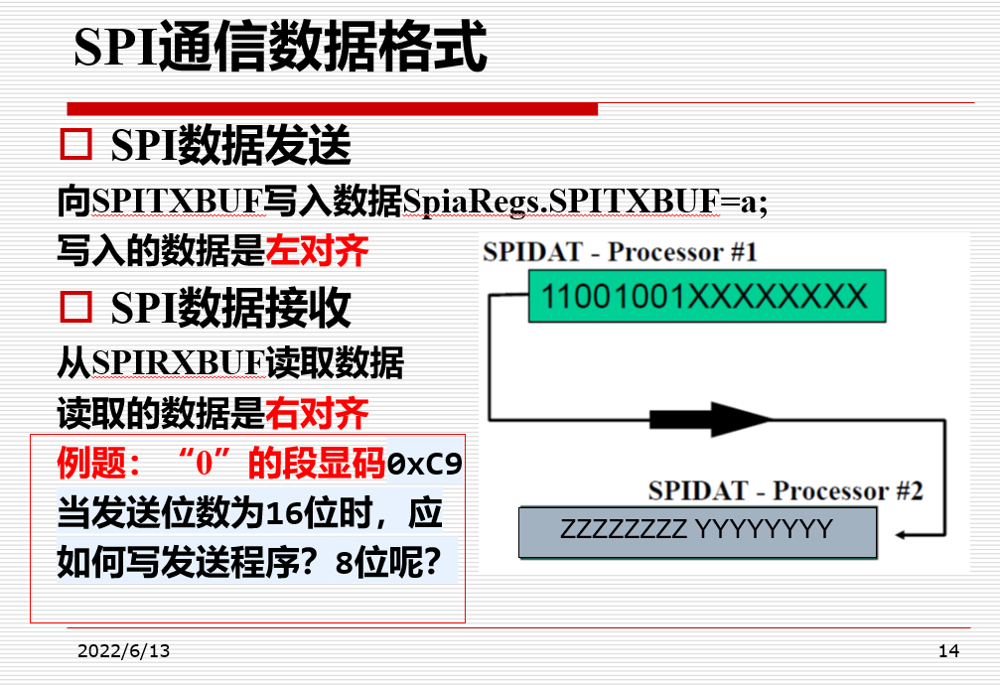 SPI通信数据格式
SPI数据发送
向SPITXBUF写入数据SpiaRegs.SPITXBUF=a;
写入的数据是左对齐
SPI数据接收
从SPIRXBUF读取数据
读取的数据是右对齐
例题：“0”的段显码0xC9
当发送位数为16位时，应
如何写发送程序？8位呢？
SPIDAT - Processor #1
11001001XXXXXXXX
SPIDAT - Processor #2
ZZZZZZZZ YYYYYYYY
2022/6/13
14